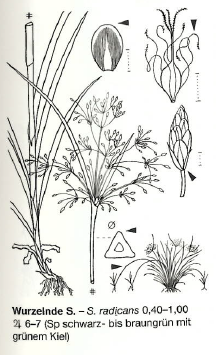 Wurzelnde S. – S. radicans 0,40–1,00
♃ 6–7 (Sp schwarz- bis braungrün mit
grünem Kiel)